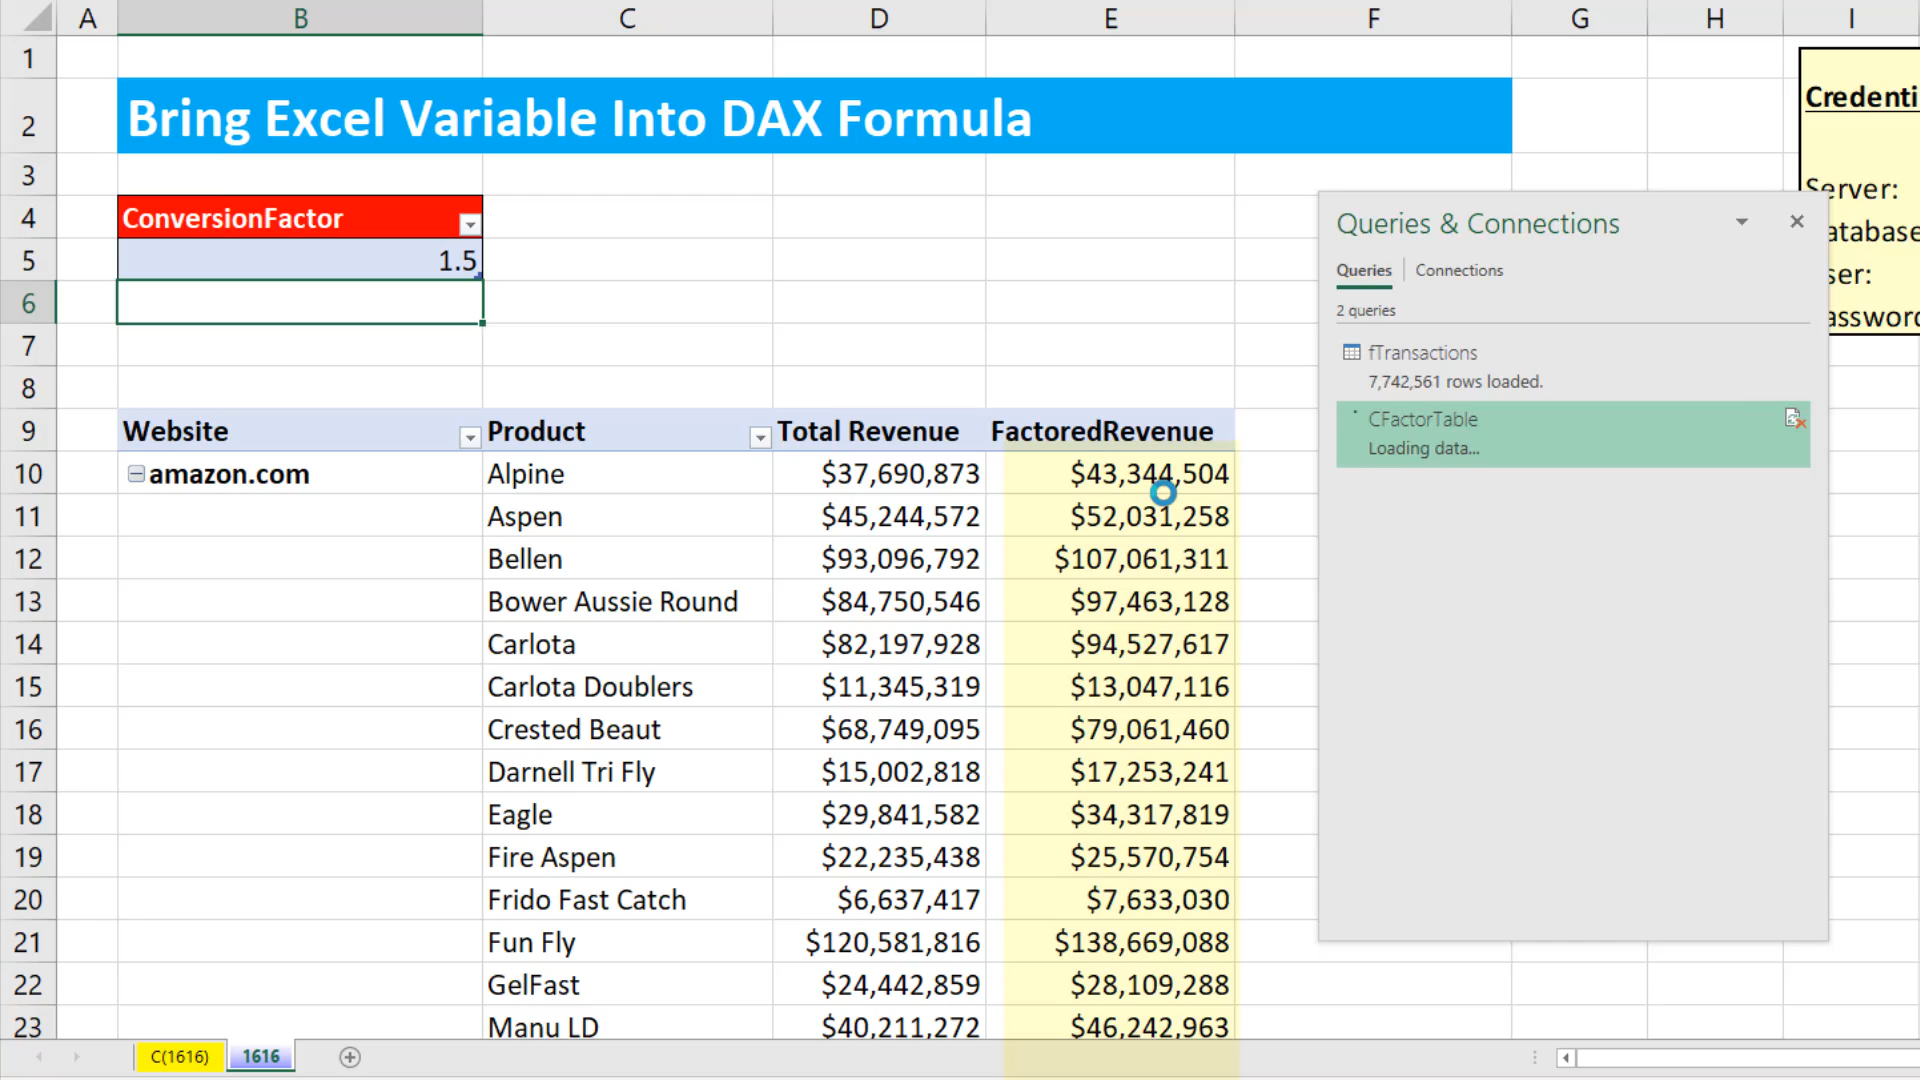 A B C D E F G H I
1
2 Bring Excel Variable Into DAX Formula
3
4 ConversionFactor
5 1.5
6
7
8
9 Website Product Total Revenue FactoredRevenue
10 amazon.com Alpine $37,690,873 $43,344,504
11 Aspen $45,244,572 $52,031,258
12 Bellen $93,096,792 $107,061,311
13 Bower Aussie Round $84,750,546 $97,463,128
14 Carlota $82,197,928 $94,527,617
15 Carlota Doublers $11,345,319 $13,047,116
16 Crested Beaut $68,749,095 $79,061,460
17 Darnell Tri Fly $15,002,818 $17,253,241
18 Eagle $29,841,582 $34,317,819
19 Fire Aspen $22,235,438 $25,570,754
20 Frido Fast Catch $6,637,417 $7,633,030
21 Fun Fly $120,581,816 $138,669,088
22 GelFast $24,442,859 $28,109,288
23 Manu LD $40,211,272 $46,242,963
Credenti
Server:
atabase
ser:
assword
Queries & Connections
Queries Connections
2 queries
fTransactions
7,742,561 rows loaded.
CFactorTable
Loading data...
C(1616) 1616